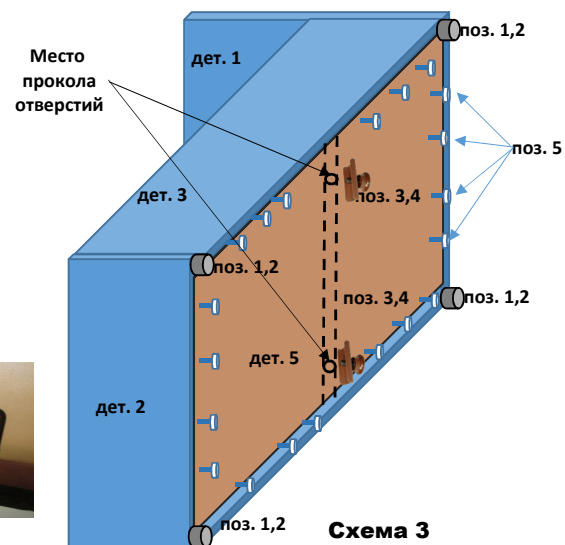 поз. 1,2
Место
прокола
отверстий
дет. 1
поз. 5
дет. 3
поз. 3,4
поз. 1,2
поз. 3,4
поз. 1,2
дет. 5
дет. 2
поз. 1,2
Схема 3